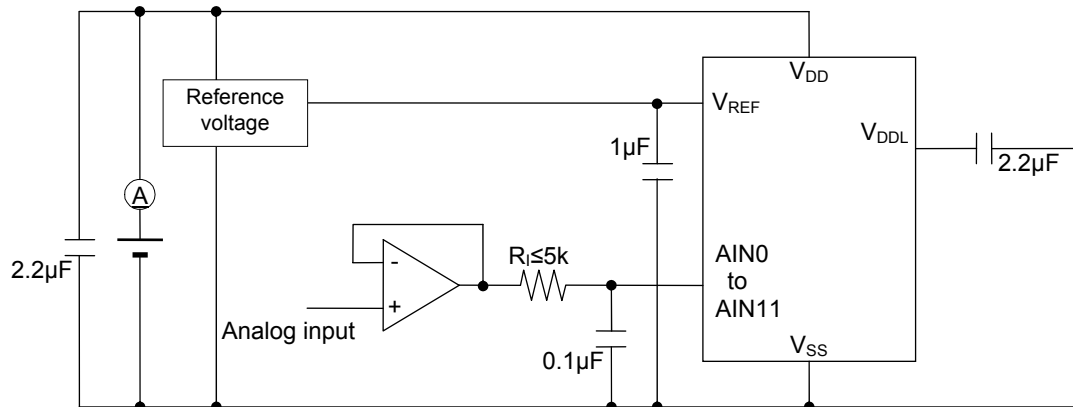 V_DD
Reference
voltage
V_REF
V_DDL
1μF
2.2μF
A
AIN0
to
AIN11
R_I≤5k
-
+
2.2μF
Analog input
0.1μF
V_SS